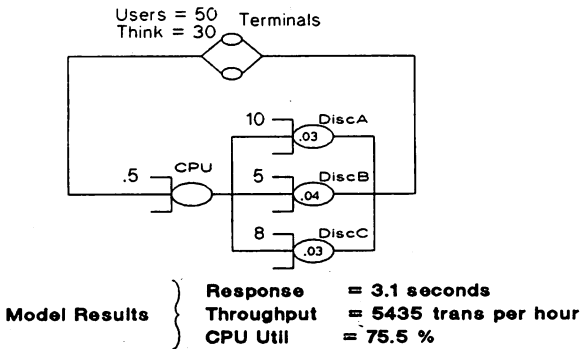 Users = 50
Think = 30
Terminals
10
DiscA
.03
.5
CPU
5
DiscB
.04
8
DiscC
.03
Model Results
Response = 3.1 seconds
Throughput = 5435 trans per hour
CPU Util = 75.5 %